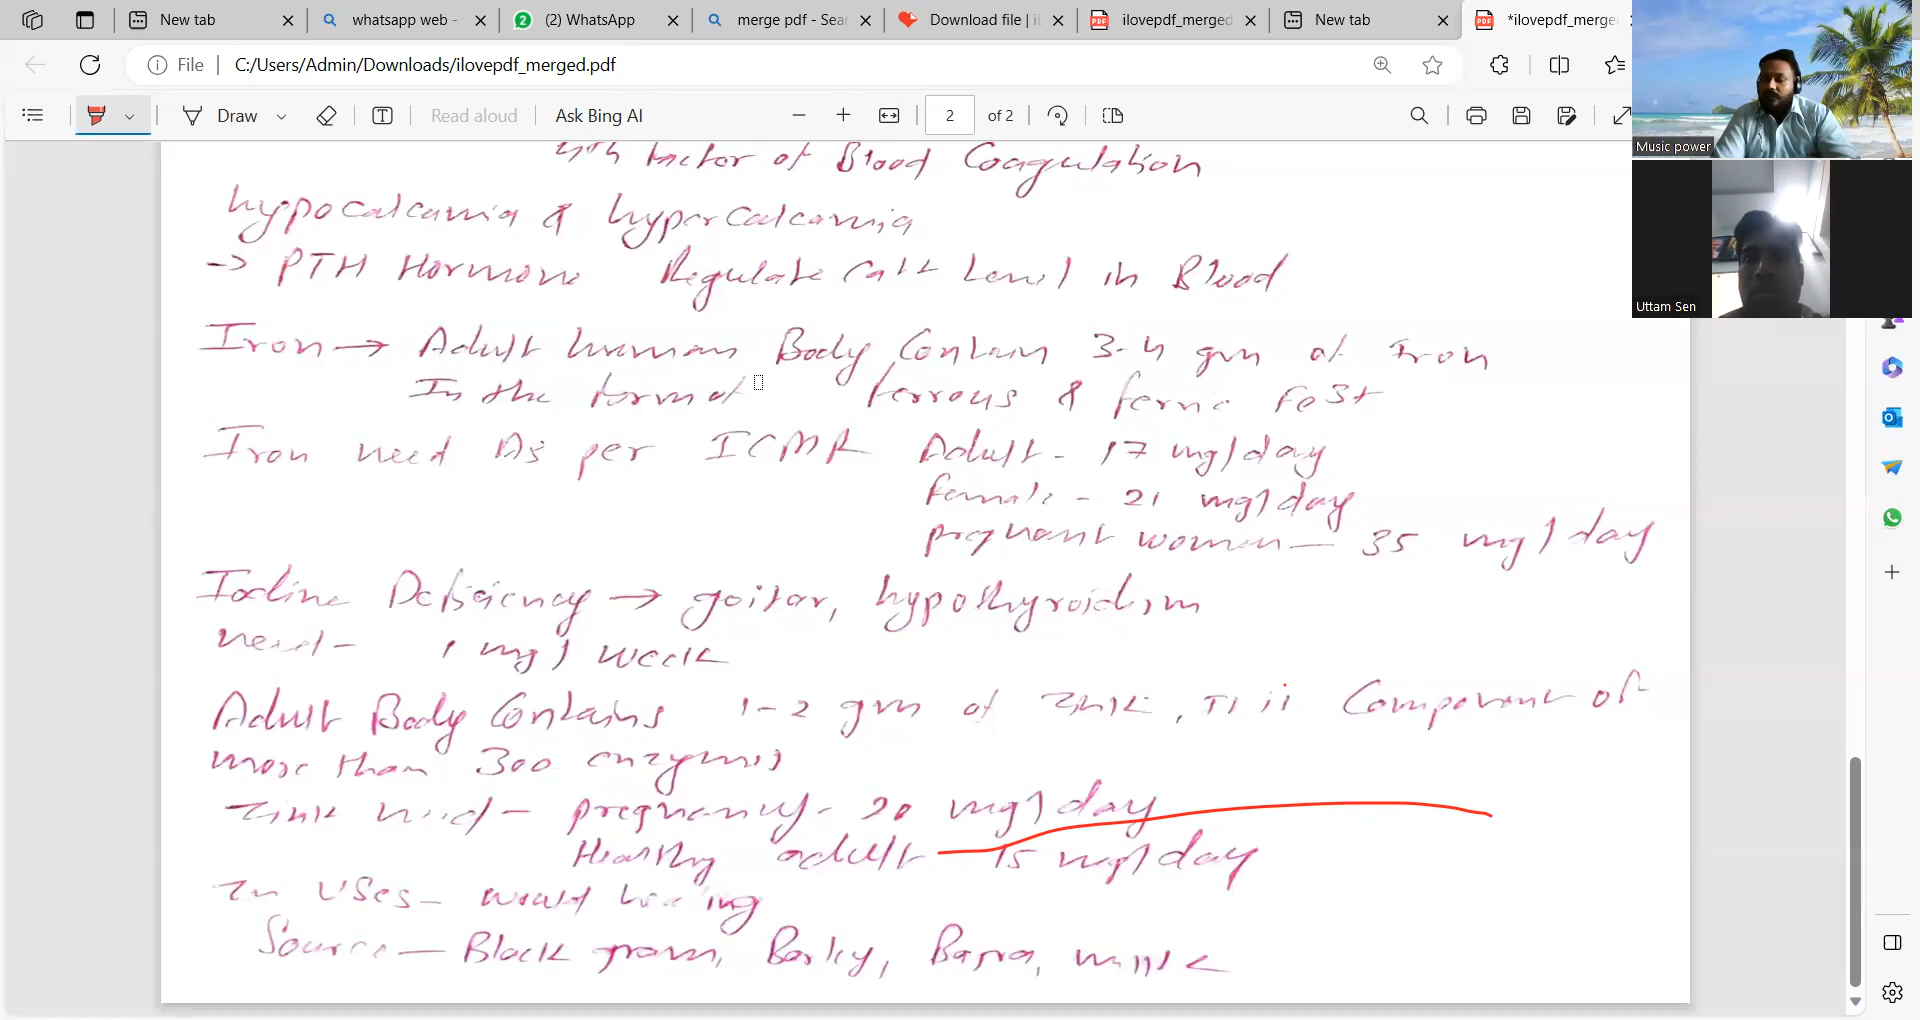 New tab
whatsapp web -
(2) WhatsApp
merge pdf - Sear
Download file | iL
ilovepdf_merged
New tab
*ilovepdf_merge
File
C:/Users/Admin/Downloads/ilovepdf_merged.pdf
Draw
Read aloud
Ask Bing AI
2 of 2
Music power
Uttam Sen
factor of Blood Coagulation
hypocalcamia & hypercalcamia
-> PTH Hormone Regulate Ca++ Level in Blood
Iron → Adult human Body Contain 3-4 gm of Iron
In the form of ferrous & ferric Fe3+
Iron need As per ICMR Adult - 17 mg/day
female - 21 mg/day
pregnant women — 35 mg/day
Iodine Deficiency → goitar, hypothyroidism
need - 1 mg/week
Adult Body Contains 1-2 gm of Zink, It is Component of
more than 300 enzymes
Zink need - pregnancy - 20 mg/day
Healthy adult 15 mg/day
Zn Uses - would healing
Source — Black gram, Barley, Bajra, milk